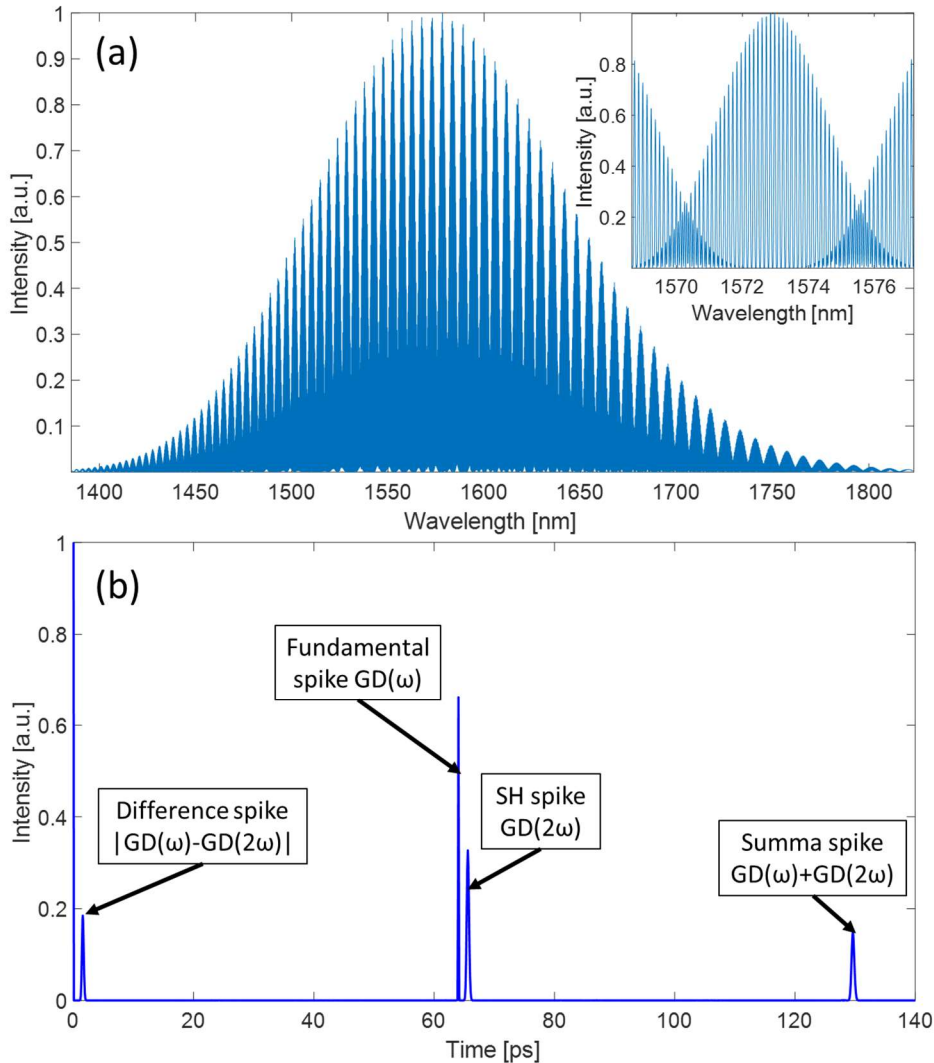 (a)
Intensity [a.u.]
1
0.9
0.8
0.7
0.6
0.5
0.4
0.3
0.2
0.1
1400 1450 1500 1550 1600 1650 1700 1750 1800
Wavelength [nm]
Intensity [a.u.]
0.8
0.6
0.4
0.2
1570 1572 1574 1576
Wavelength [nm]
(b)
Intensity [a.u.]
1
0.8
0.6
0.4
0.2
0
Fundamental
spike GD(ω)
SH spike
GD(2ω)
Difference spike
|GD(ω)-GD(2ω)|
Summa spike
GD(ω)+GD(2ω)
0 20 40 60 80 100 120 140
Time [ps]